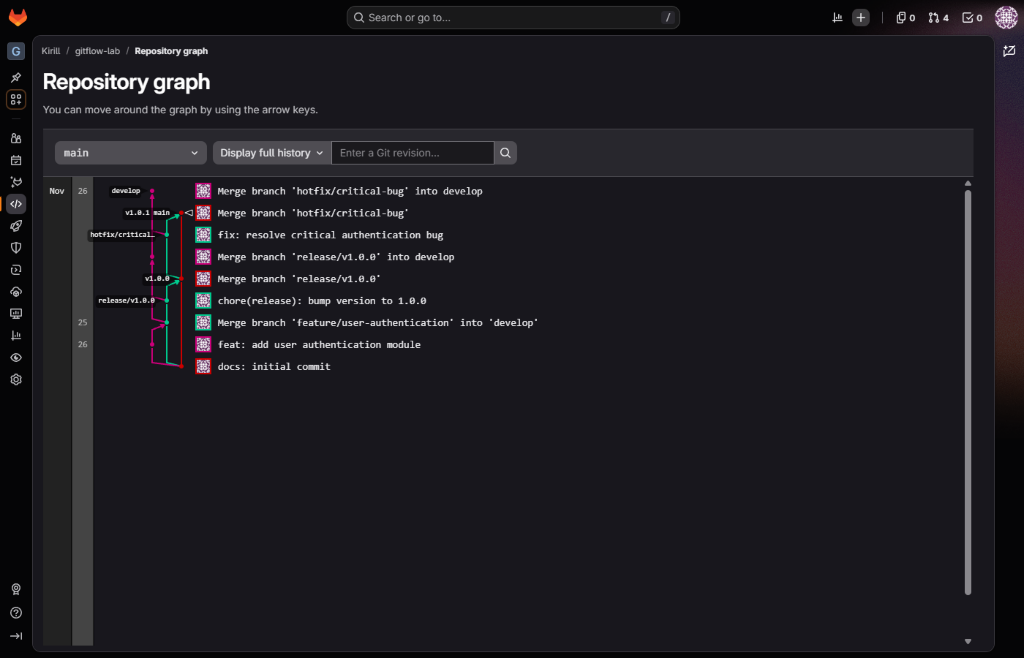 Search or go to...
/
0
4
0
G
Kirill / gitflow-lab / Repository graph
Repository graph
You can move around the graph by using the arrow keys.
main
Display full history
Enter a Git revision...
Nov 26 develop Merge branch 'hotfix/critical-bug' into develop
v1.0.1 main Merge branch 'hotfix/critical-bug'
hotfix/critical… fix: resolve critical authentication bug
Merge branch 'release/v1.0.0' into develop
v1.0.0 Merge branch 'release/v1.0.0'
release/v1.0.0 chore(release): bump version to 1.0.0
25 Merge branch 'feature/user-authentication' into 'develop'
26 feat: add user authentication module
docs: initial commit